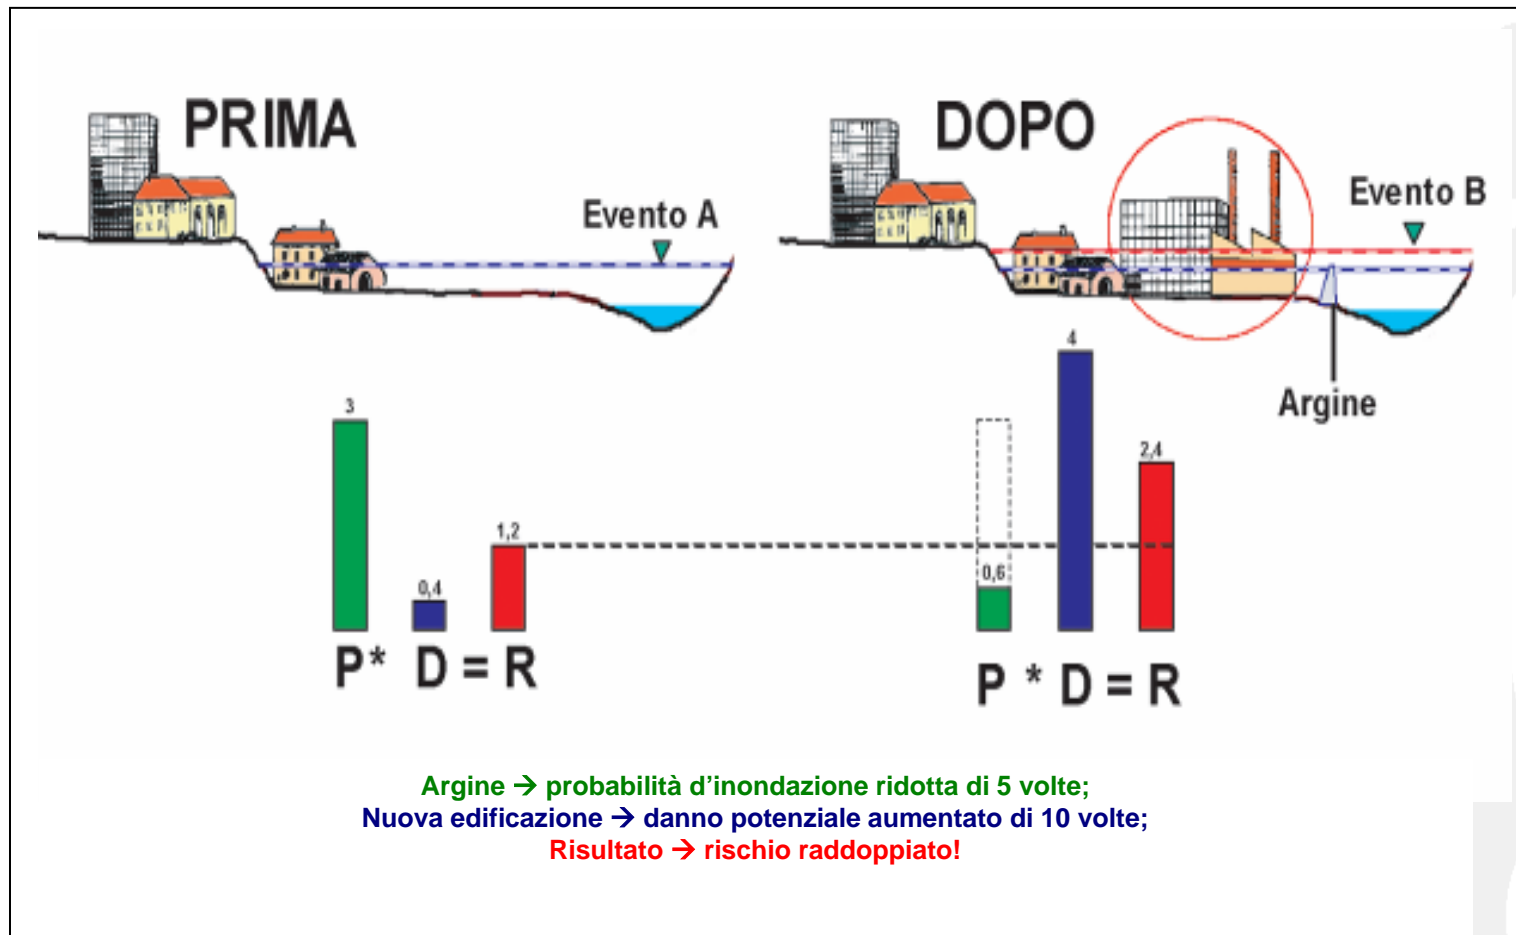 PRIMA
Evento A
DOPO
Evento B
Argine
3
0,4
1,2
P* D = R
0,6
4
2,4
P * D = R
Argine → probabilità d’inondazione ridotta di 5 volte;
Nuova edificazione → danno potenziale aumentato di 10 volte;
Risultato → rischio raddoppiato!